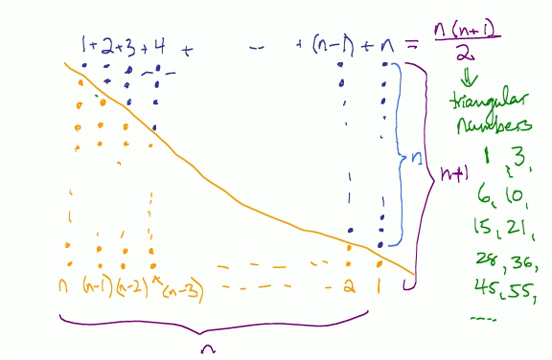 1 + 2 + 3 + 4 + -- + (n-1) + n = n(n+1)/2
triangular
numbers
n
n+1
1, 3,
6, 10,
15, 21,
28, 36,
45, 55,
----
n (n-1) (n-2) (n-3) - - - - 2 1
n